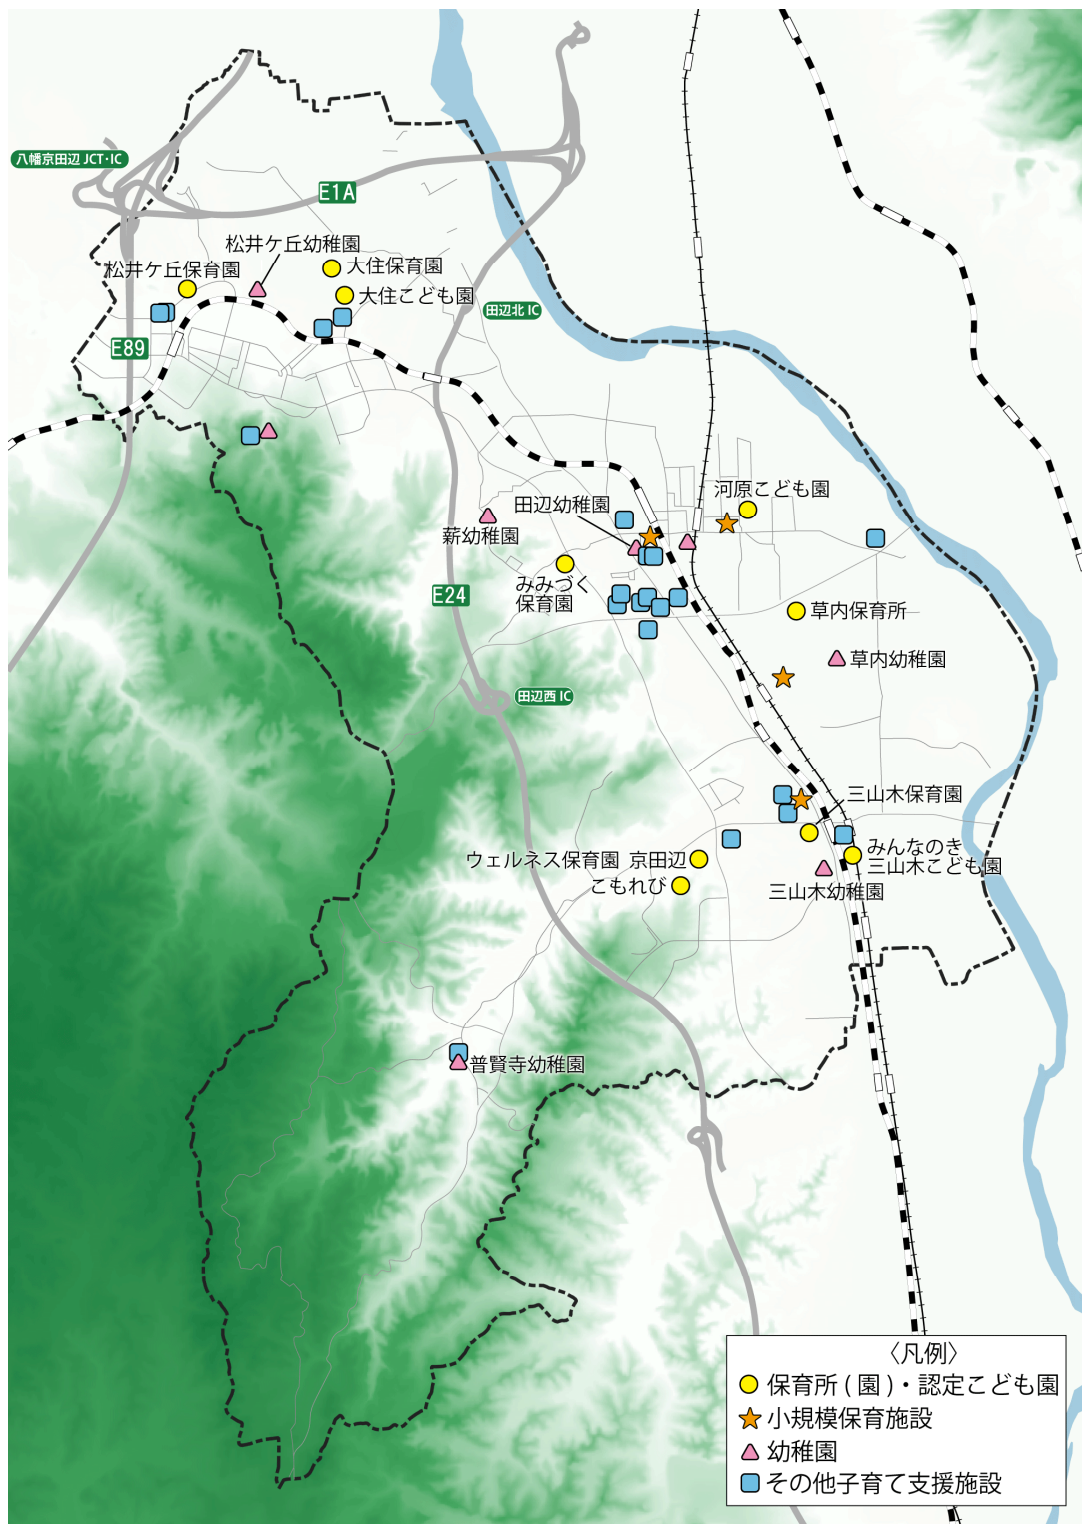 八幡京田辺 JCT・IC
E1A
松井ケ丘幼稚園
松井ケ丘保育園
大住保育園
大住こども園
田辺北 IC
E89
河原こども園
田辺幼稚園
薪幼稚園
みみづく
保育園
E24
草内保育所
草内幼稚園
田辺西 IC
三山木保育園
みんなのき
三山木こども園
ウェルネス保育園 京田辺
こもれび
三山木幼稚園
普賢寺幼稚園
〈凡例〉
保育所 ( 園 )・認定こども園
小規模保育施設
幼稚園
その他子育て支援施設